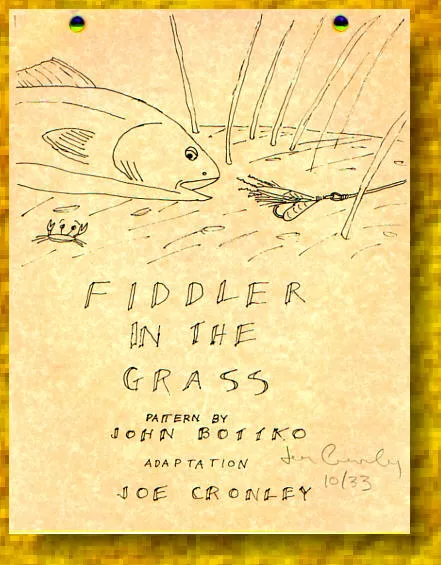 FIDDLER
IN THE
GRASS
PATTERN BY
JOHN BOTTKO
ADAPTATION
Joe Cronley
10/33
JOE CRONLEY